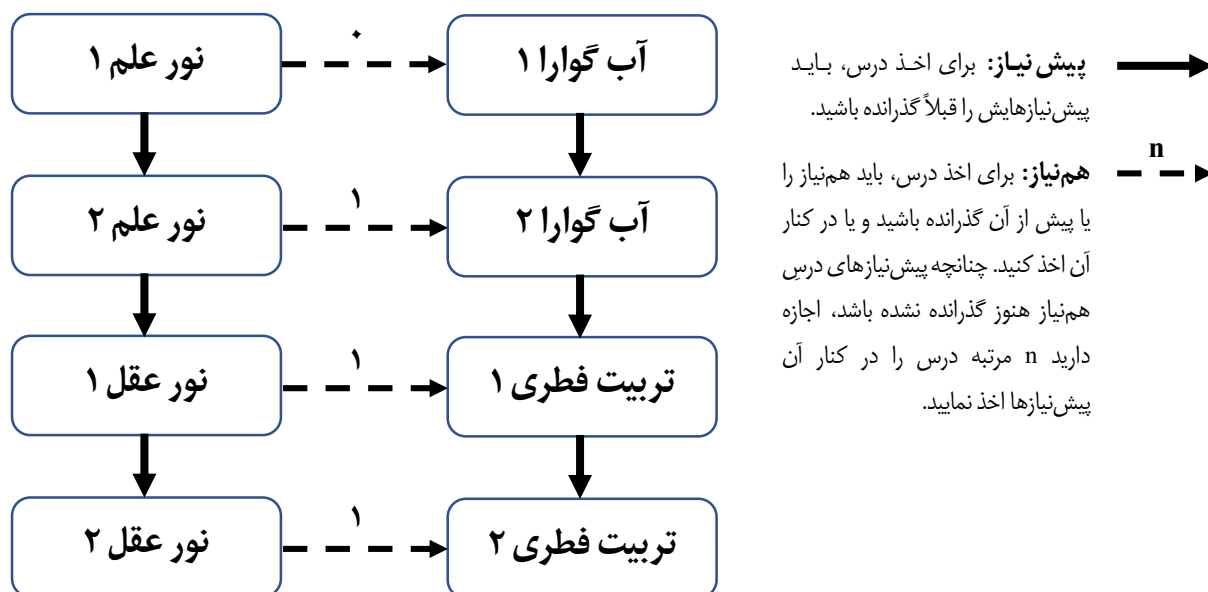 پیش‌نیاز: برای اخذ درس، باید
پیش‌نیازهایش را قبلاً گذرانده باشید.
n
هم‌نیاز: برای اخذ درس، باید هم‌نیاز را
یا پیش از آن گذرانده باشید و یا در کنار
آن اخذ کنید. چنانچه پیش‌نیازهای درسِ
هم‌نیاز هنوز گذرانده نشده باشد، اجازه
دارید n مرتبه درس را در کنار آن
پیش‌نیازها اخذ نمایید.
آب گوارا ۱
۰
نور علم ۱
آب گوارا ۲
۱
نور علم ۲
تربیت فطری ۱
۱
نور عقل ۱
تربیت فطری ۲
۱
نور عقل ۲